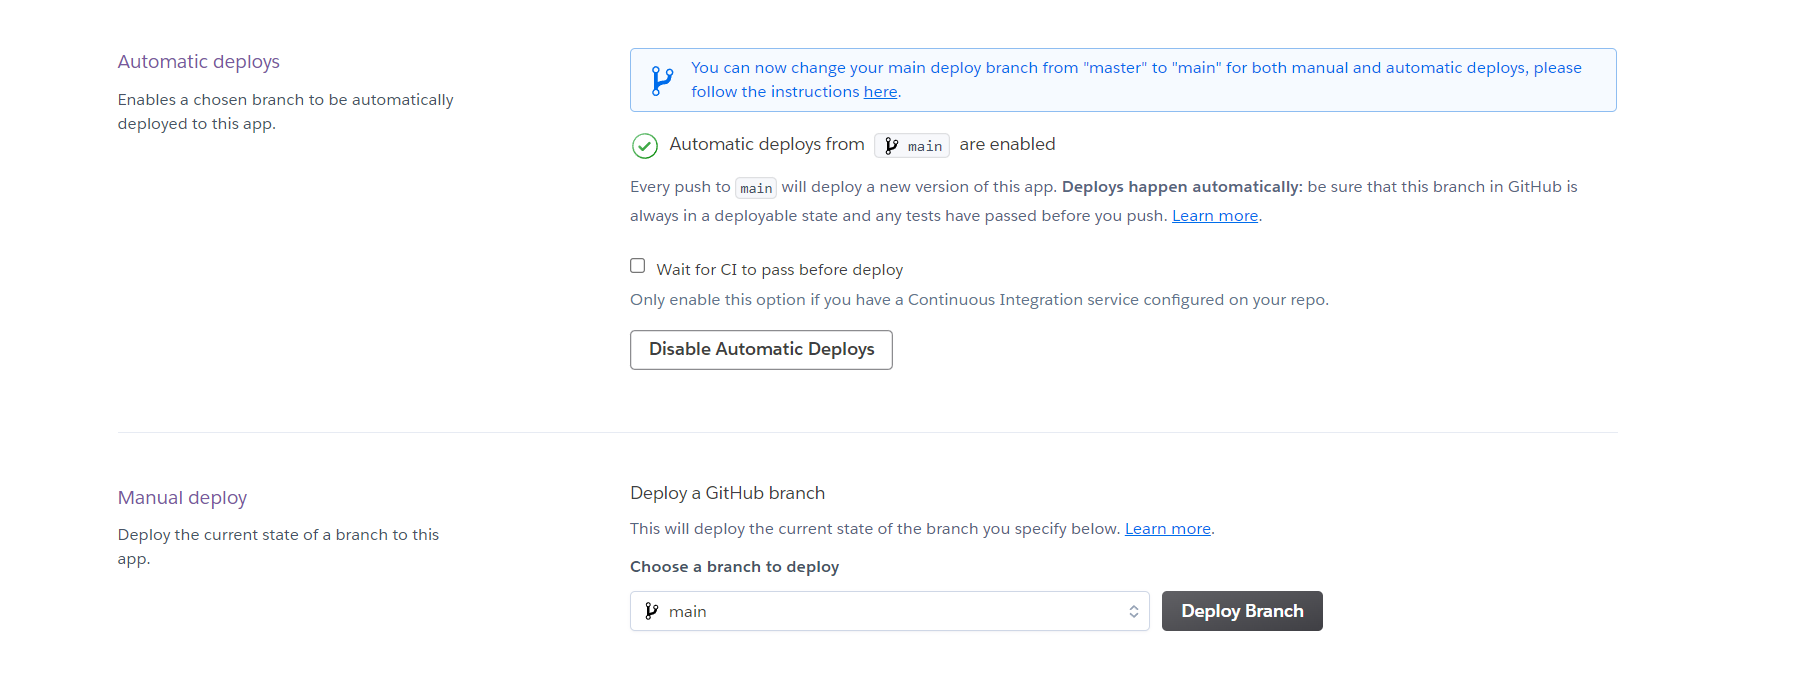 Automatic deploys
Enables a chosen branch to be automatically
deployed to this app.
You can now change your main deploy branch from "master" to "main" for both manual and automatic deploys, please
follow the instructions here.
Automatic deploys from main are enabled
Every push to main will deploy a new version of this app. Deploys happen automatically: be sure that this branch in GitHub is
always in a deployable state and any tests have passed before you push. Learn more.
Wait for CI to pass before deploy
Only enable this option if you have a Continuous Integration service configured on your repo.
Disable Automatic Deploys
Manual deploy
Deploy the current state of a branch to this
app.
Deploy a GitHub branch
This will deploy the current state of the branch you specify below. Learn more.
Choose a branch to deploy
main
Deploy Branch